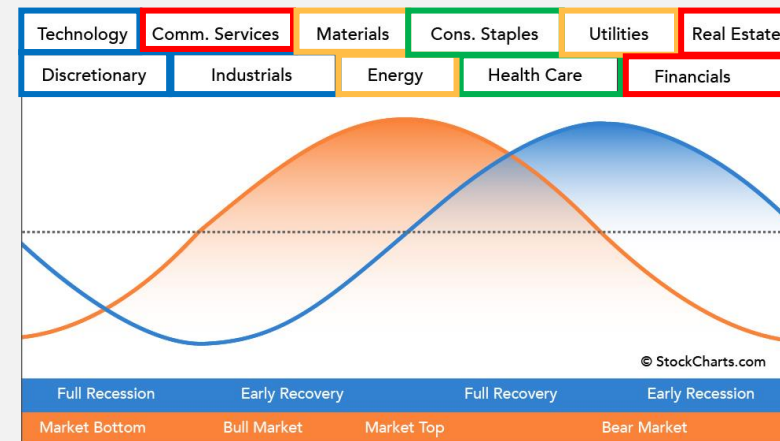 Technology Comm. Services Materials Cons. Staples Utilities Real Estate
Discretionary Industrials Energy Health Care Financials
© StockCharts.com
Full Recession Early Recovery Full Recovery Early Recession
Market Bottom Bull Market Market Top Bear Market